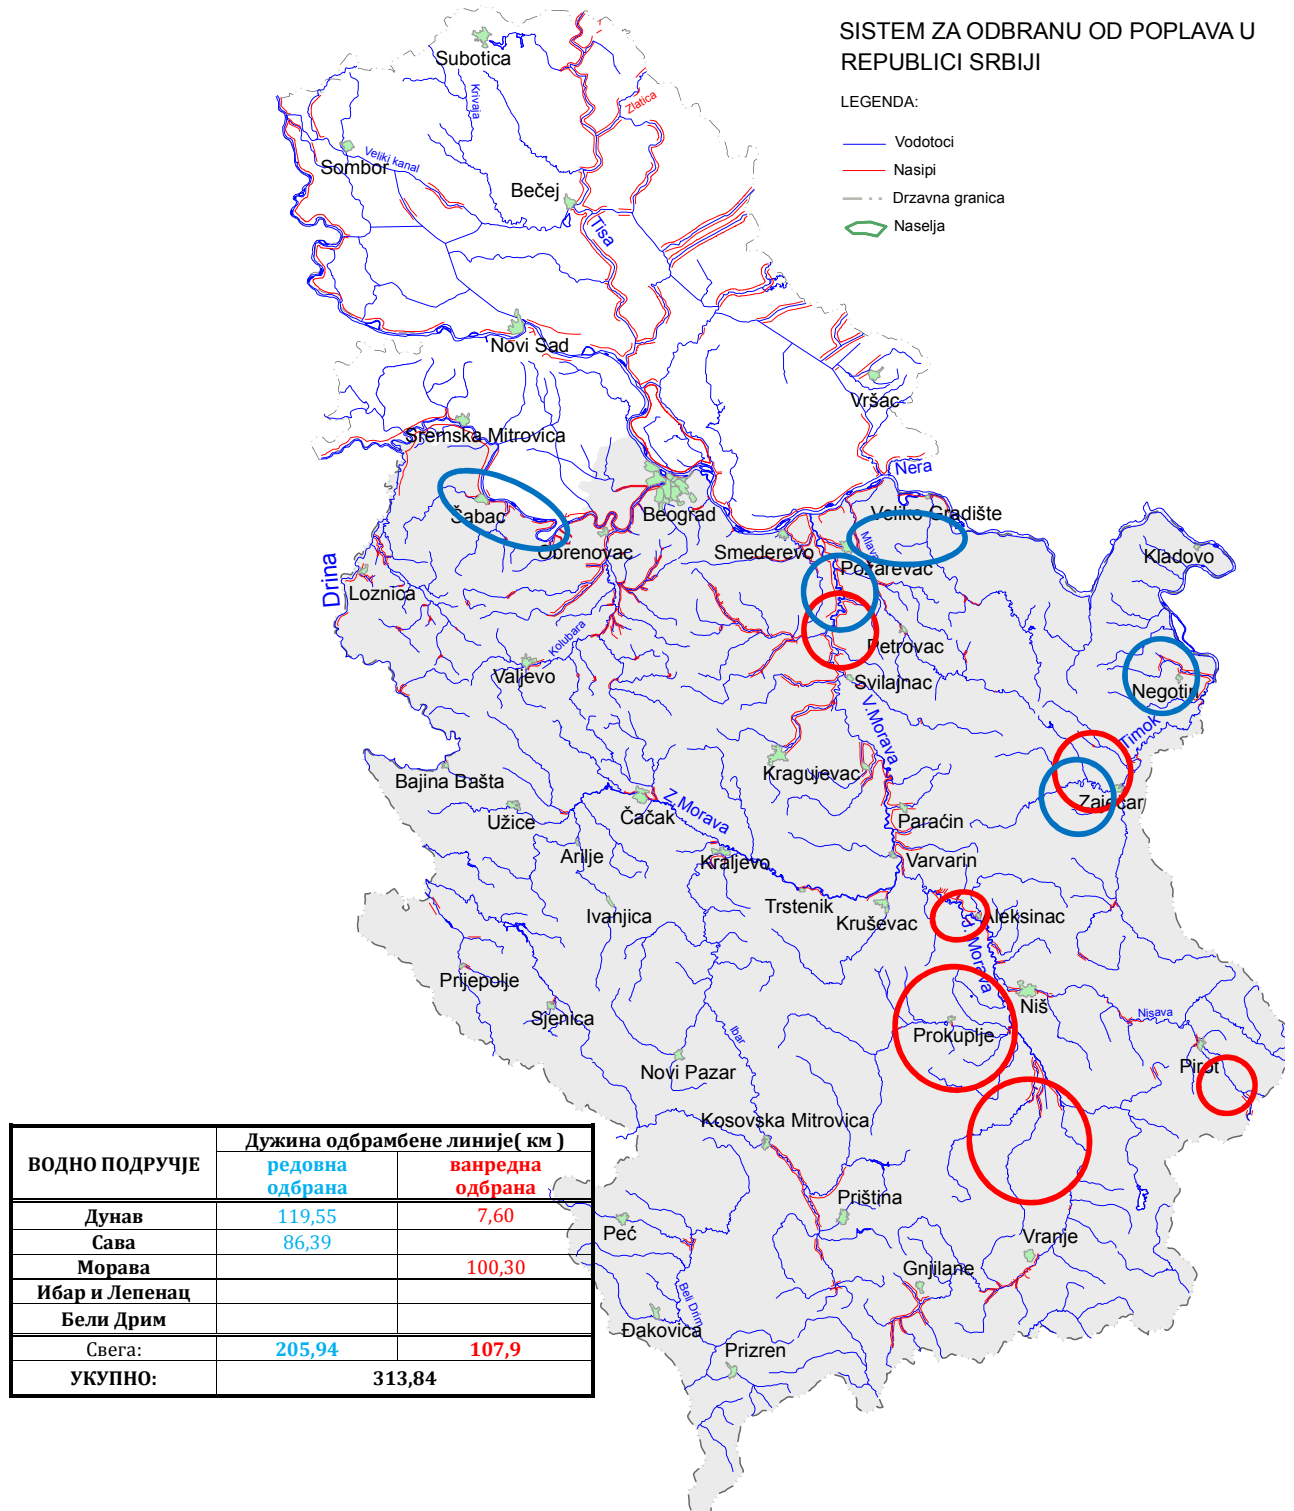 SISTEM ZA ODBRANU OD POPLAVA U
REPUBLICI SRBIJI
LEGENDA:
Vodotoci
Nasipi
Drzavna granica
Naselja
Subotica
Krivaja
Zlatica
Sombor
Veliki kanal
Bečej
Tisa
Novi Sad
Vršac
Sremska Mitrovica
Nera
Šabac
Beograd
Veliko Gradište
Obrenovac
Smederevo
Mlava
Kladovo
Požarevac
Drina
Loznica
Kolubara
Petrovac
Valjevo
Svilajnac
Negotin
V.Morava
Timok
Bajina Bašta
Kragujevac
Zaječar
Užice
Čačak
Z.Morava
Paraćin
Arilje
Kraljevo
Varvarin
Ivanjica
Trstenik
Kruševac
Aleksinac
J. Morava
Prijepolje
Niš
Sjenica
Ibar
Prokuplje
Nišava
Novi Pazar
Pirot
Kosovska Mitrovica
Priština
Peć
Vranje
Gnjilane
Beli Drim
Đakovica
Prizren
ВОДНО ПОДРУЧЈЕ
Дужина одбрамбене линије( км )
редовна одбрана
ванредна одбрана
Дунав 119,55 7,60
Сава 86,39
Морава 100,30
Ибар и Лепенац
Бели Дрим
Свега: 205,94 107,9
УКУПНО: 313,84